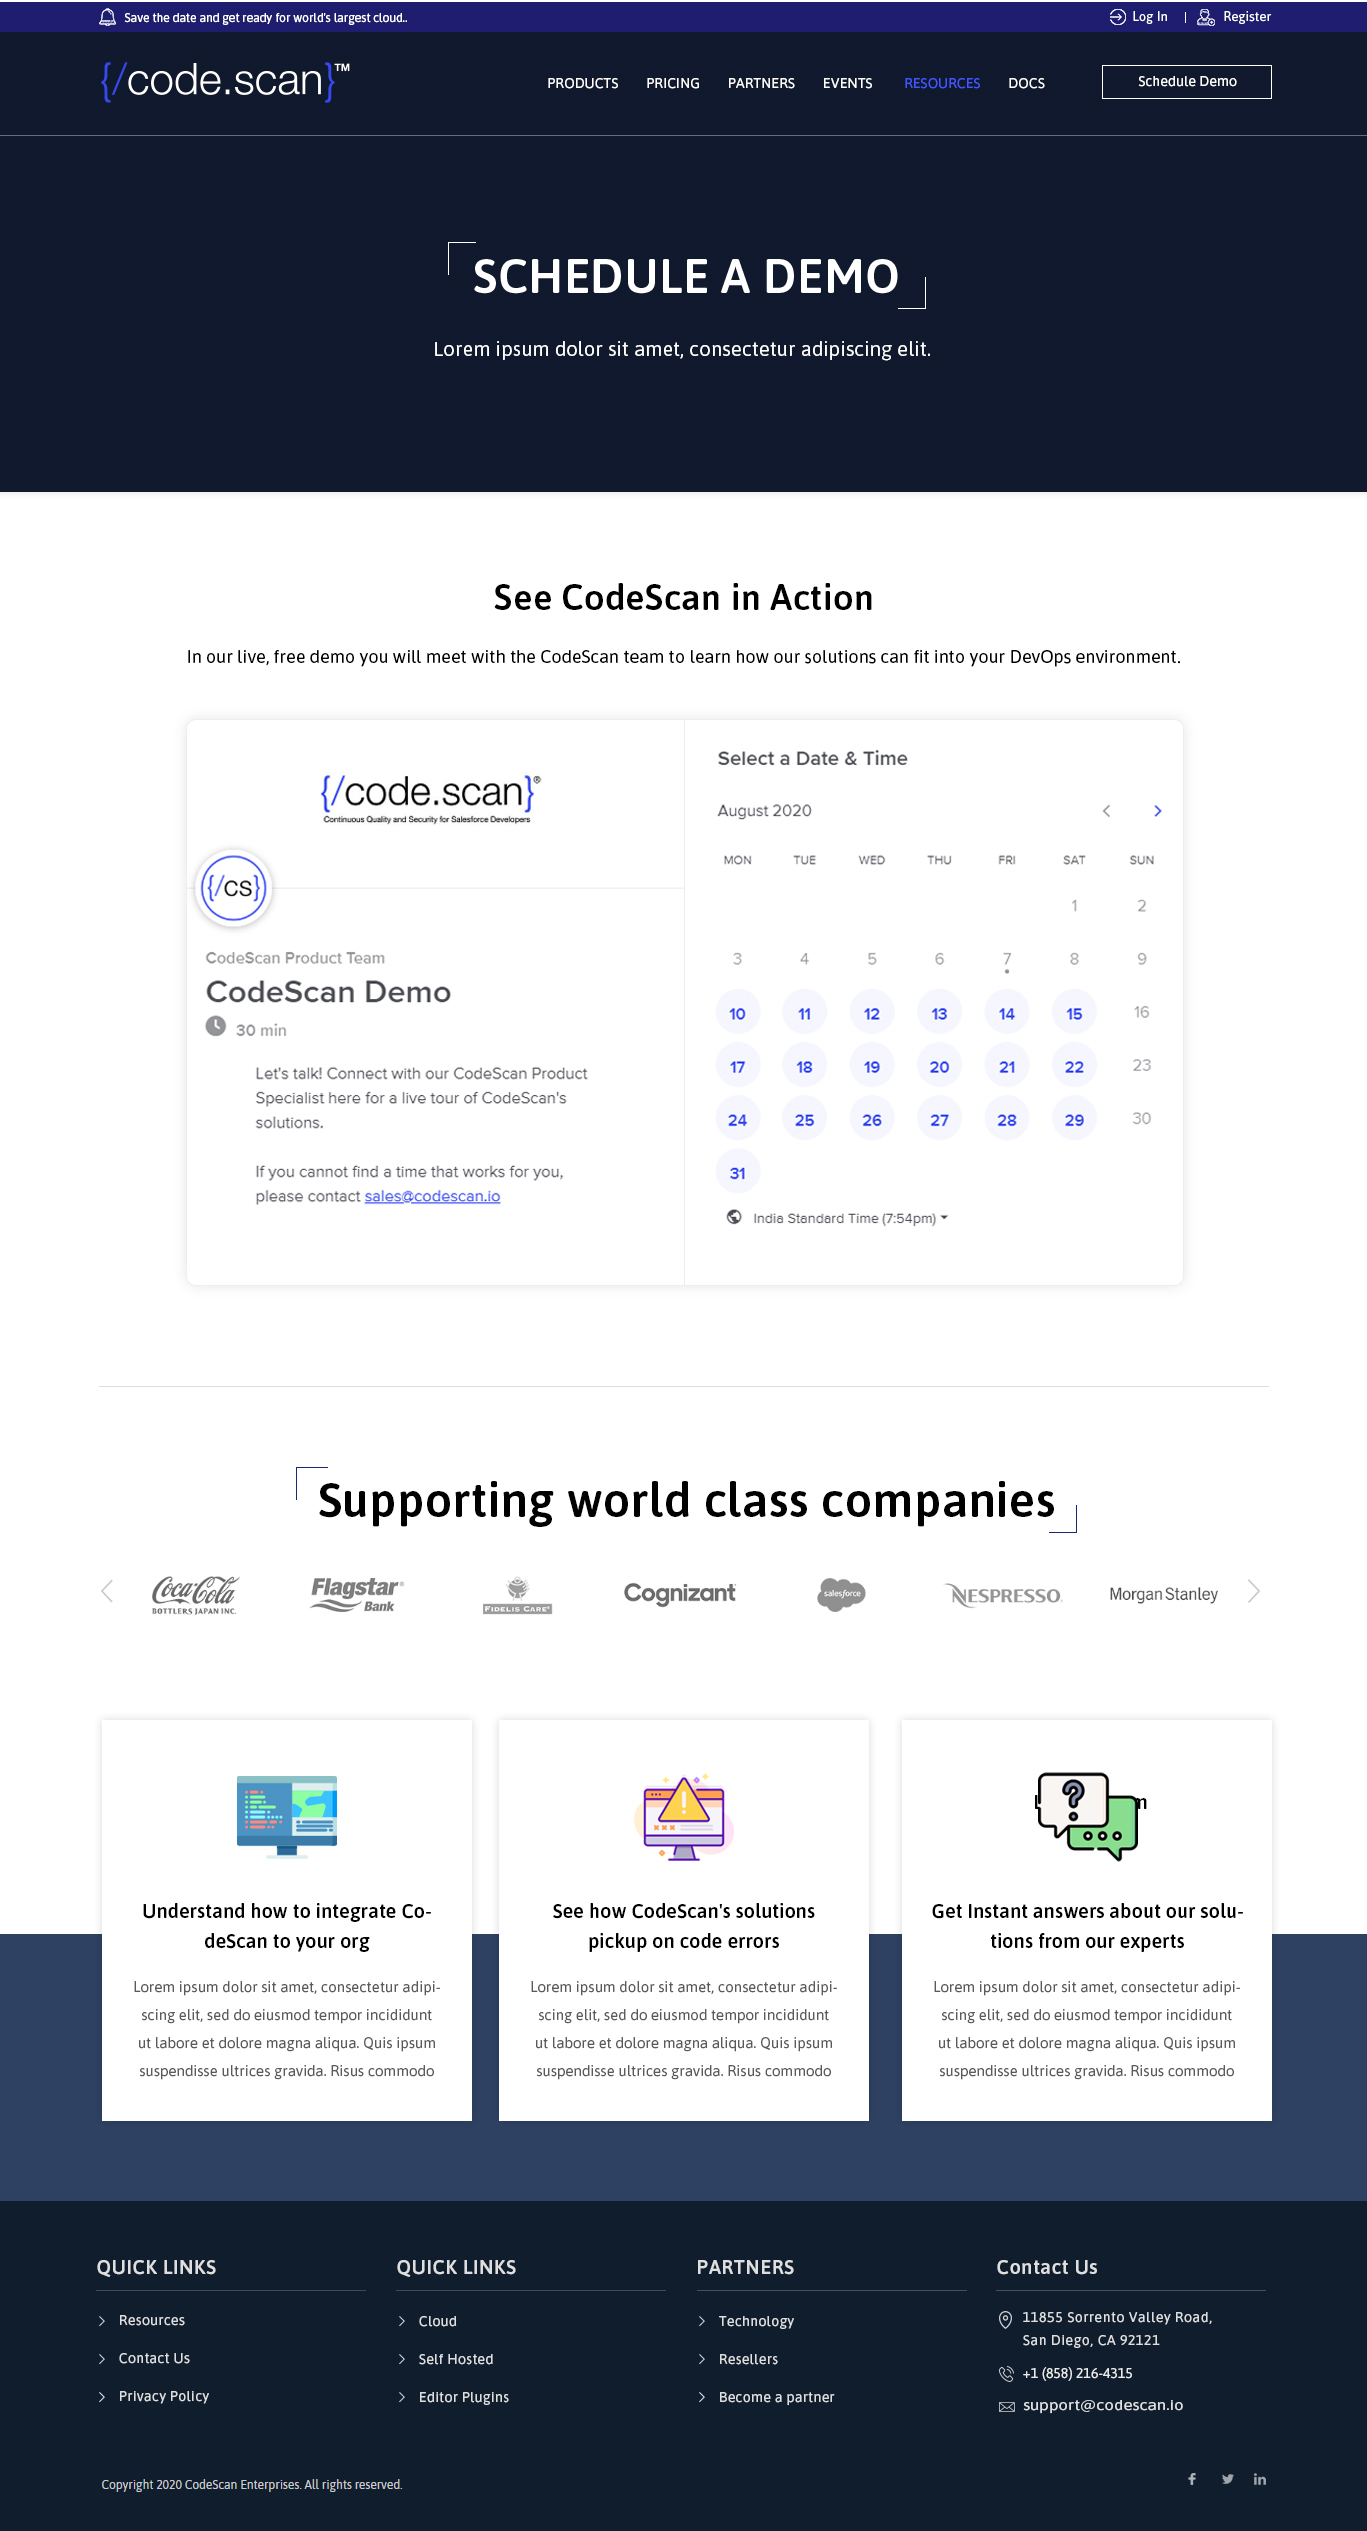 Save the date and get ready for world's largest cloud..
Log In | Register
{/code.scan}™
PRODUCTS PRICING PARTNERS EVENTS RESOURCES DOCS
Schedule Demo
SCHEDULE A DEMO
Lorem ipsum dolor sit amet, consectetur adipiscing elit.
See CodeScan in Action
In our live, free demo you will meet with the CodeScan team to learn how our solutions can fit into your DevOps environment.
{/code.scan}®
Continuous Quality and Security for Salesforce Developers
{/CS}
CodeScan Product Team
CodeScan Demo
30 min
Let's talk! Connect with our CodeScan Product
Specialist here for a live tour of CodeScan's
solutions.
If you cannot find a time that works for you,
please contact sales@codescan.io
Select a Date & Time
August 2020
MON TUE WED THU FRI SAT SUN
1 2
3 4 5 6 7 8 9
10 11 12 13 14 15 16
17 18 19 20 21 22 23
24 25 26 27 28 29 30
31
India Standard Time (7:54pm)
Supporting world class companies
Coca-Cola
BOTTLERS JAPAN INC.
Flagstar
Bank
FIDELIS CARE®
Cognizant
salesforce
NESPRESSO
Morgan Stanley
?
Understand how to integrate Co-
deScan to your org
Lorem ipsum dolor sit amet, consectetur adipi-
scing elit, sed do eiusmod tempor incididunt
ut labore et dolore magna aliqua. Quis ipsum
suspendisse ultrices gravida. Risus commodo
See how CodeScan's solutions
pickup on code errors
Lorem ipsum dolor sit amet, consectetur adipi-
scing elit, sed do eiusmod tempor incididunt
ut labore et dolore magna aliqua. Quis ipsum
suspendisse ultrices gravida. Risus commodo
Get Instant answers about our solu-
tions from our experts
Lorem ipsum dolor sit amet, consectetur adipi-
scing elit, sed do eiusmod tempor incididunt
ut labore et dolore magna aliqua. Quis ipsum
suspendisse ultrices gravida. Risus commodo
QUICK LINKS
Resources
Contact Us
Privacy Policy
QUICK LINKS
Cloud
Self Hosted
Editor Plugins
PARTNERS
Technology
Resellers
Become a partner
Contact Us
11855 Sorrento Valley Road,
San Diego, CA 92121
+1 (858) 216-4315
support@codescan.io
Copyright 2020 CodeScan Enterprises. All rights reserved.
f
in